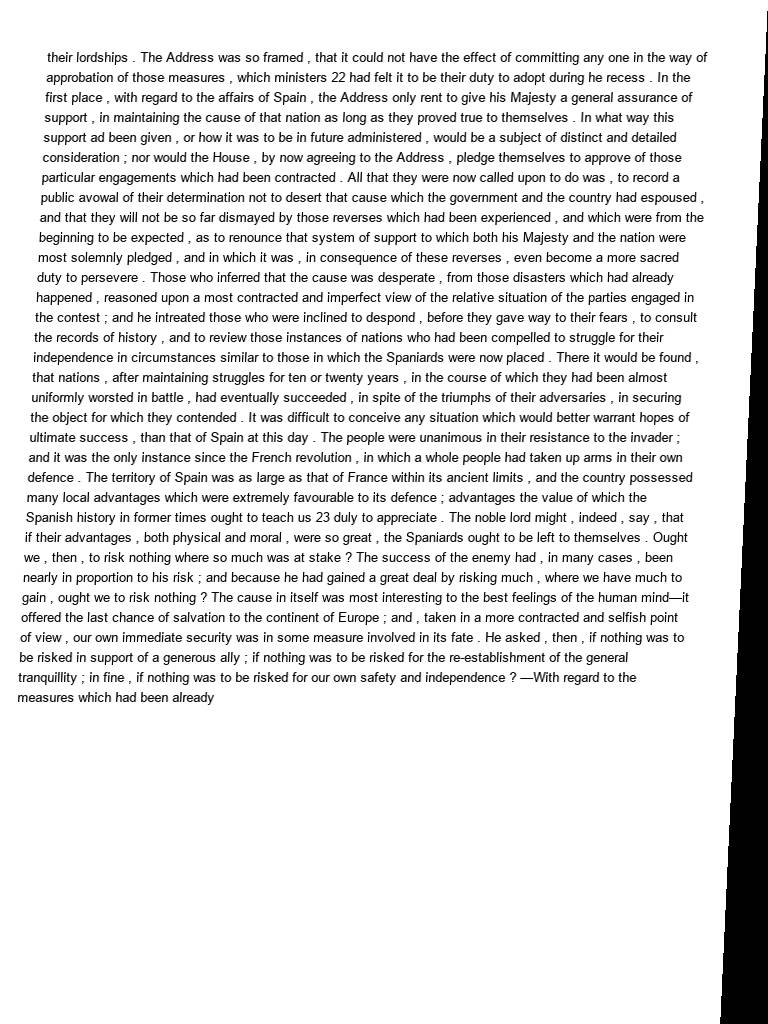 their lordships . The Address was so framed , that it could not have the effect of committing any one in the way of
approbation of those measures , which ministers 22 had felt it to be their duty to adopt during he recess . In the
first place , with regard to the affairs of Spain , the Address only rent to give his Majesty a general assurance of
support , in maintaining the cause of that nation as long as they proved true to themselves . In what way this
support ad been given , or how it was to be in future administered , would be a subject of distinct and detailed
consideration ; nor would the House , by now agreeing to the Address , pledge themselves to approve of those
particular engagements which had been contracted . All that they were now called upon to do was , to record a
public avowal of their determination not to desert that cause which the government and the country had espoused ,
and that they will not be so far dismayed by those reverses which had been experienced , and which were from the
beginning to be expected , as to renounce that system of support to which both his Majesty and the nation were
most solemnly pledged , and in which it was , in consequence of these reverses , even become a more sacred
duty to persevere . Those who inferred that the cause was desperate , from those disasters which had already
happened , reasoned upon a most contracted and imperfect view of the relative situation of the parties engaged in
the contest ; and he intreated those who were inclined to despond , before they gave way to their fears , to consult
the records of history , and to review those instances of nations who had been compelled to struggle for their
independence in circumstances similar to those in which the Spaniards were now placed . There it would be found ,
that nations , after maintaining struggles for ten or twenty years , in the course of which they had been almost
uniformly worsted in battle , had eventually succeeded , in spite of the triumphs of their adversaries , in securing
the object for which they contended . It was difficult to conceive any situation which would better warrant hopes of
ultimate success , than that of Spain at this day . The people were unanimous in their resistance to the invader ;
and it was the only instance since the French revolution , in which a whole people had taken up arms in their own
defence . The territory of Spain was as large as that of France within its ancient limits , and the country possessed
many local advantages which were extremely favourable to its defence ; advantages the value of which the
Spanish history in former times ought to teach us 23 duly to appreciate . The noble lord might , indeed , say , that
if their advantages , both physical and moral , were so great , the Spaniards ought to be left to themselves . Ought
we , then , to risk nothing where so much was at stake ? The success of the enemy had , in many cases , been
nearly in proportion to his risk ; and because he had gained a great deal by risking much , where we have much to
gain , ought we to risk nothing ? The cause in itself was most interesting to the best feelings of the human mind—it
offered the last chance of salvation to the continent of Europe ; and , taken in a more contracted and selfish point
of view , our own immediate security was in some measure involved in its fate . He asked , then , if nothing was to
be risked in support of a generous ally ; if nothing was to be risked for the re-establishment of the general
tranquillity ; in fine , if nothing was to be risked for our own safety and independence ? —With regard to the
measures which had been already